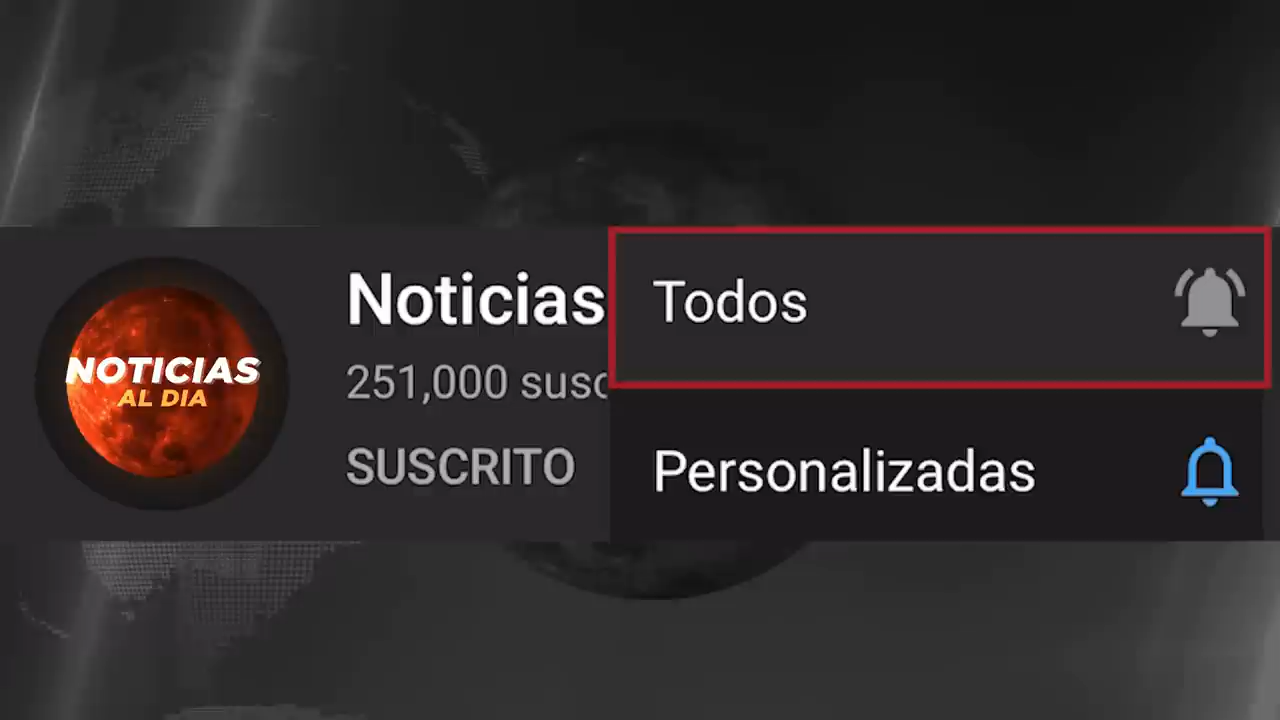 NOTICIAS
AL DIA
Noticias
251,000 susc
SUSCRITO
Todos
Personalizadas